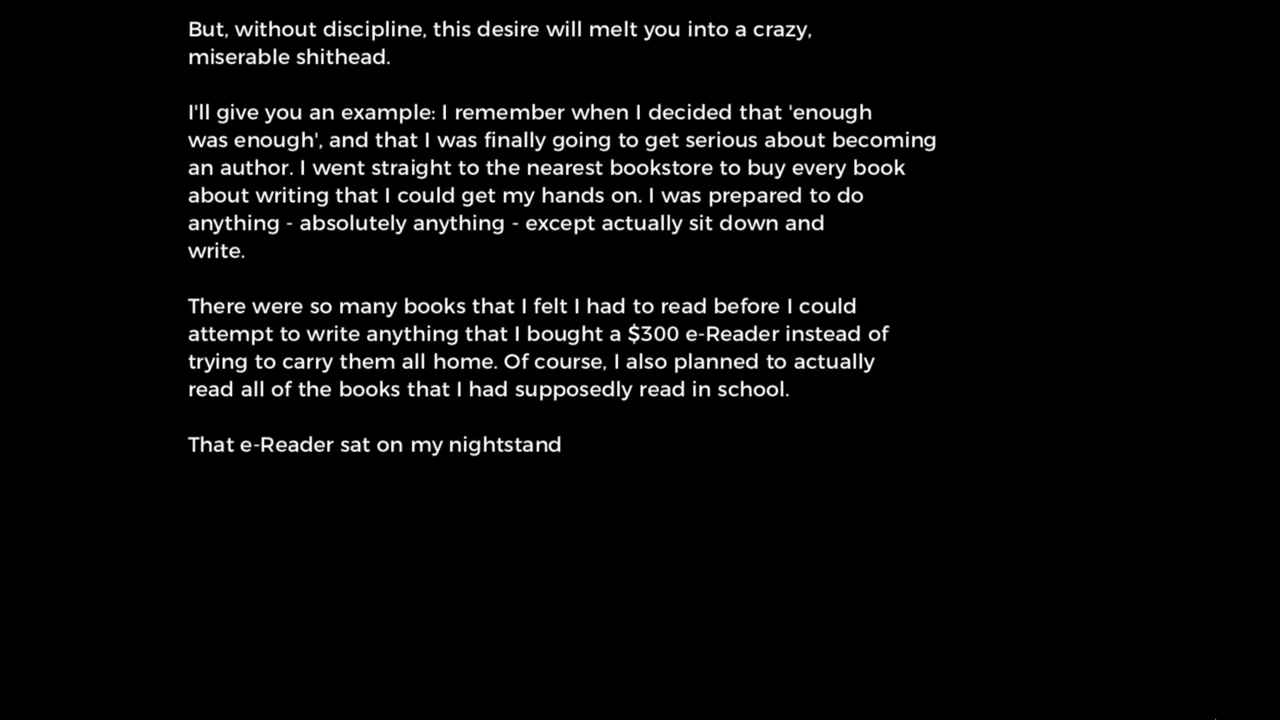 But, without discipline, this desire will melt you into a crazy,
miserable shithead.
I'll give you an example: I remember when I decided that 'enough
was enough', and that I was finally going to get serious about becoming
an author. I went straight to the nearest bookstore to buy every book
about writing that I could get my hands on. I was prepared to do
anything - absolutely anything - except actually sit down and
write.
There were so many books that I felt I had to read before I could
attempt to write anything that I bought a $300 e-Reader instead of
trying to carry them all home. Of course, I also planned to actually
read all of the books that I had supposedly read in school.
That e-Reader sat on my nightstand